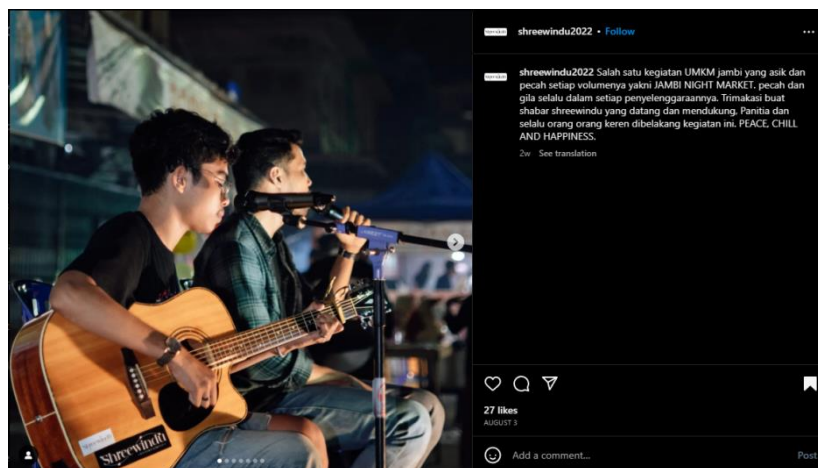 shreewindu2022 • Follow
shreewindu2022 Salah satu kegiatan UMKM jambi yang asik dan
pecah setiap volumenya yakni JAMBI NIGHT MARKET. pecah dan
gila selalu dalam setiap penyelenggaraannya. Trimakasi buat
shabar shreewindu yang datang dan mendukung, Panitia dan
selalu orang orang keren dibelakang kegiatan ini. PEACE, CHILL
AND HAPPINESS.
2w See translation
Shreewindu
27 likes
AUGUST 3
Add a comment...
Post